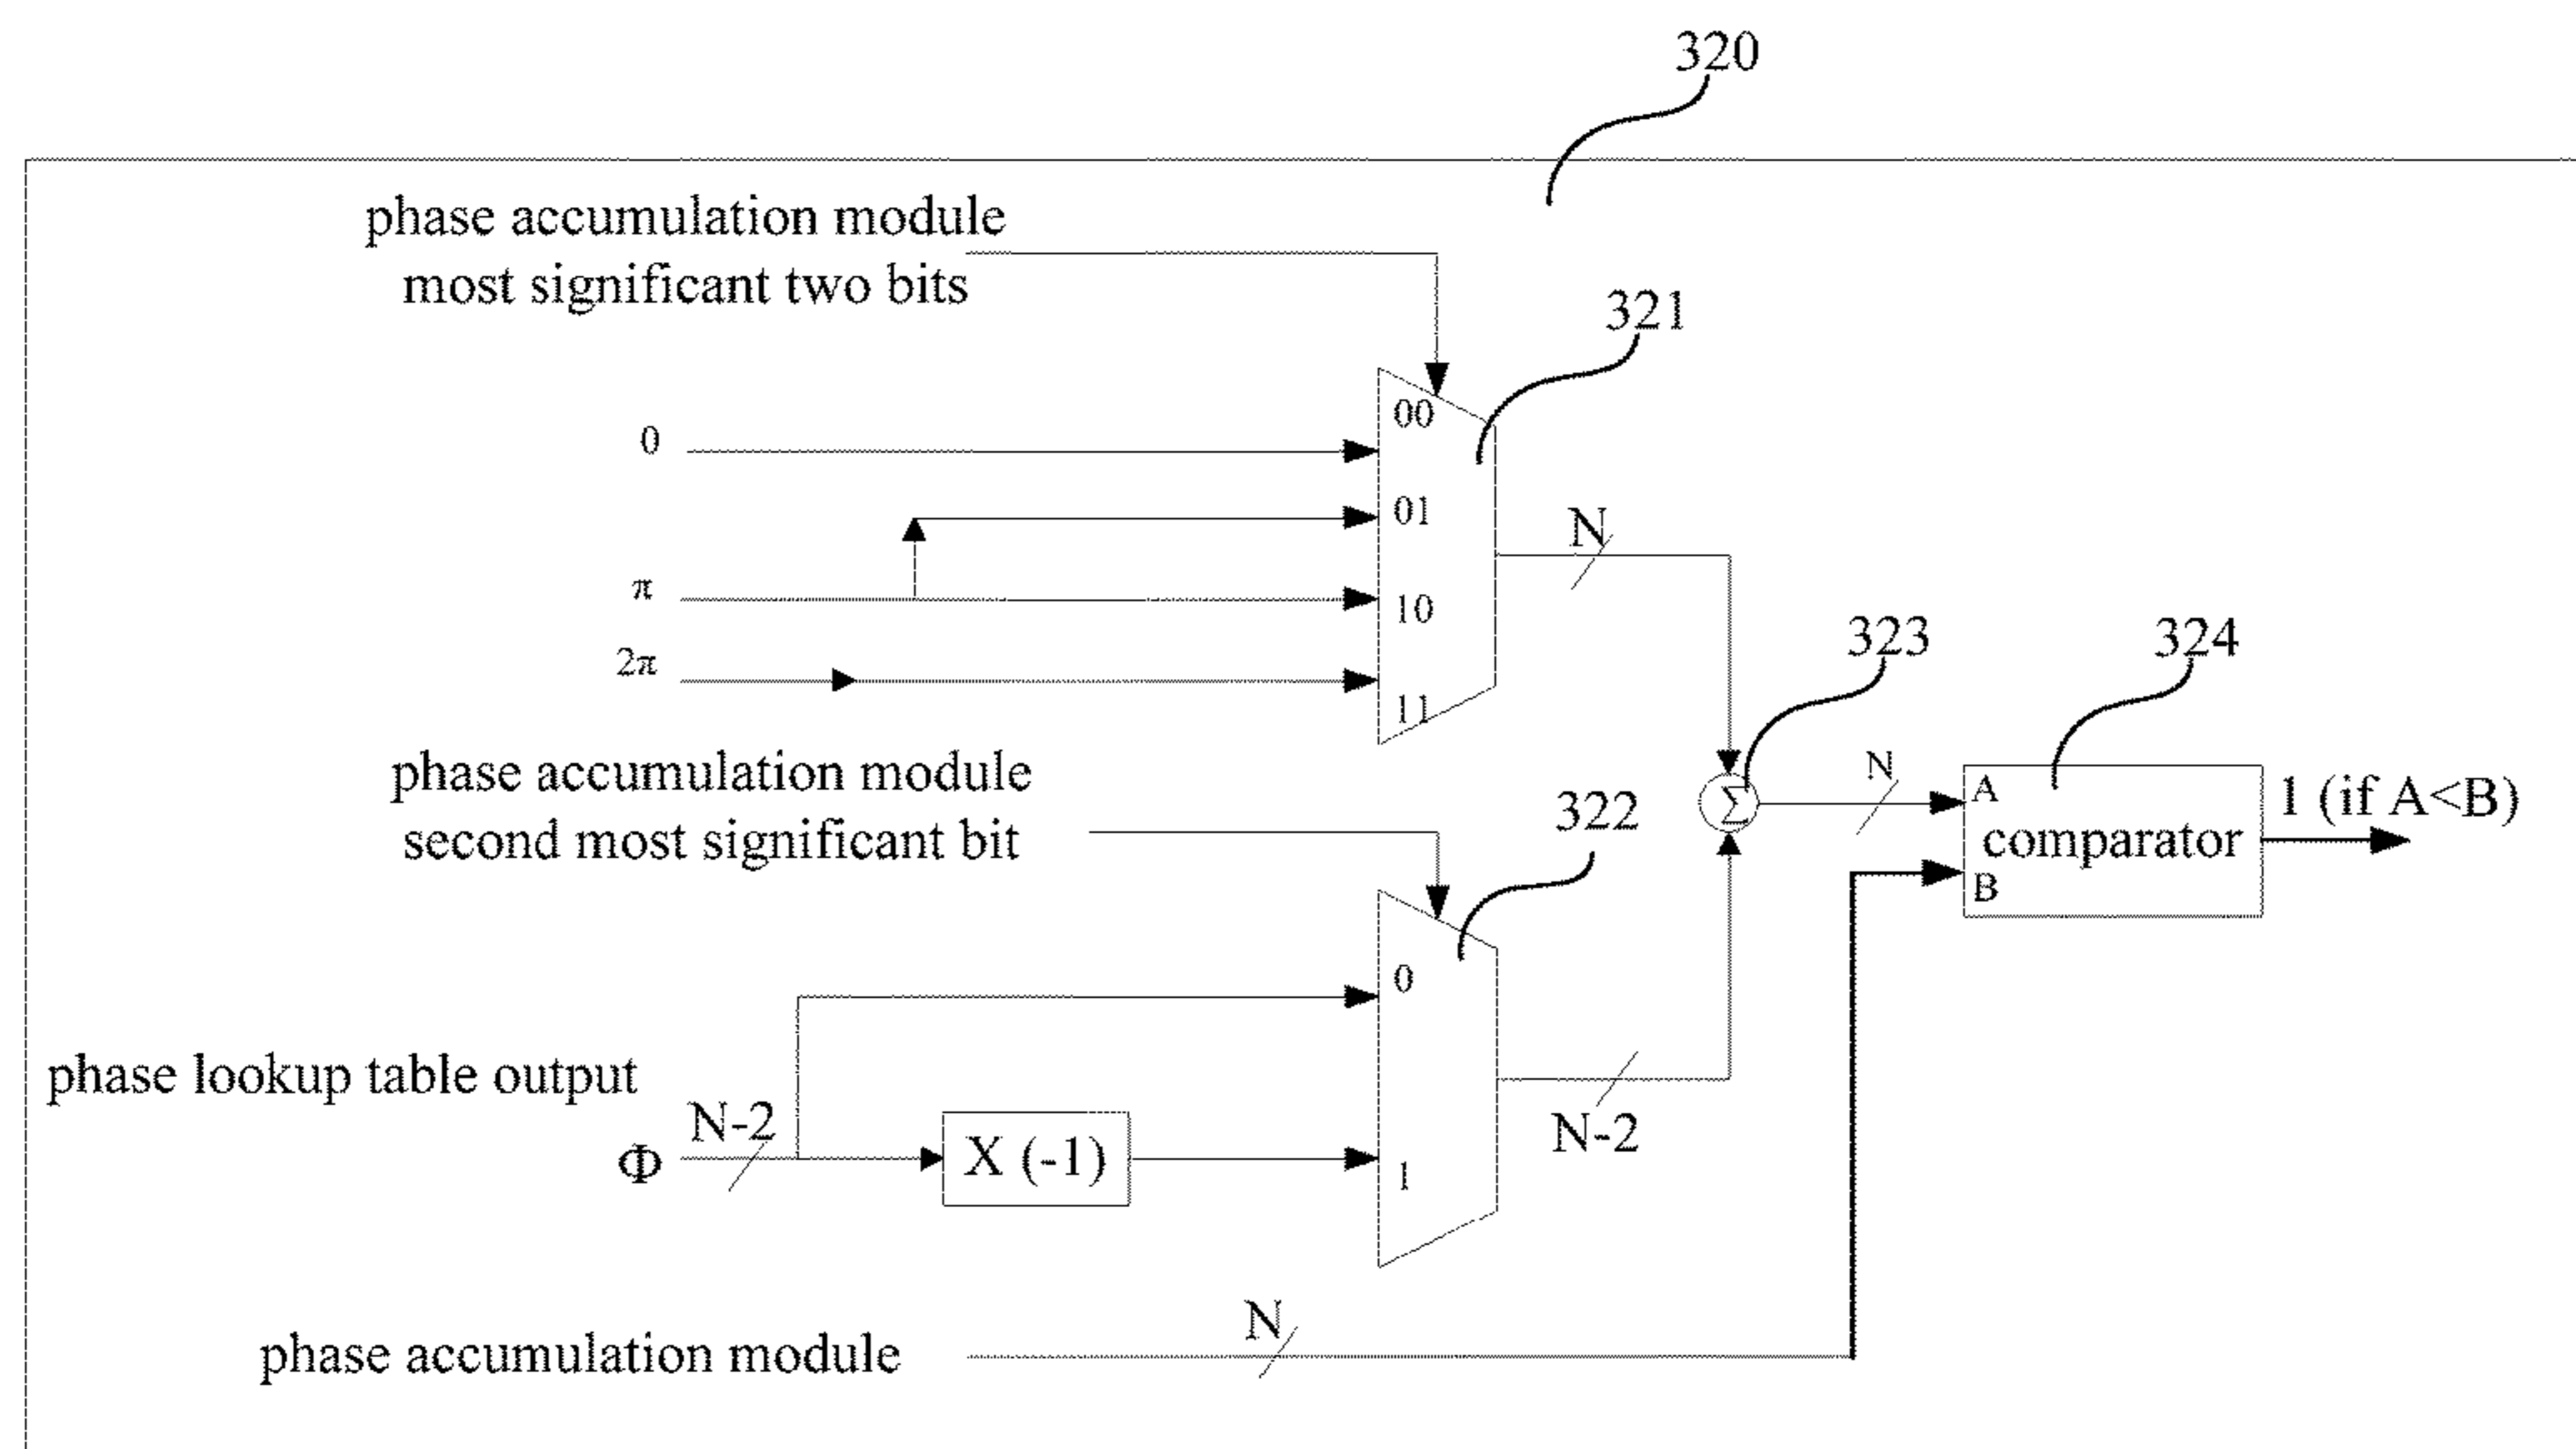 320
phase accumulation module
most significant two bits
321
00
0
01
N
π
10
2π
11
323
324
phase accumulation module
second most significant bit
322
Σ
N
A
comparator
B
1 (if A<B)
0
phase lookup table output
Φ
N-2
X (-1)
1
N-2
phase accumulation module
N